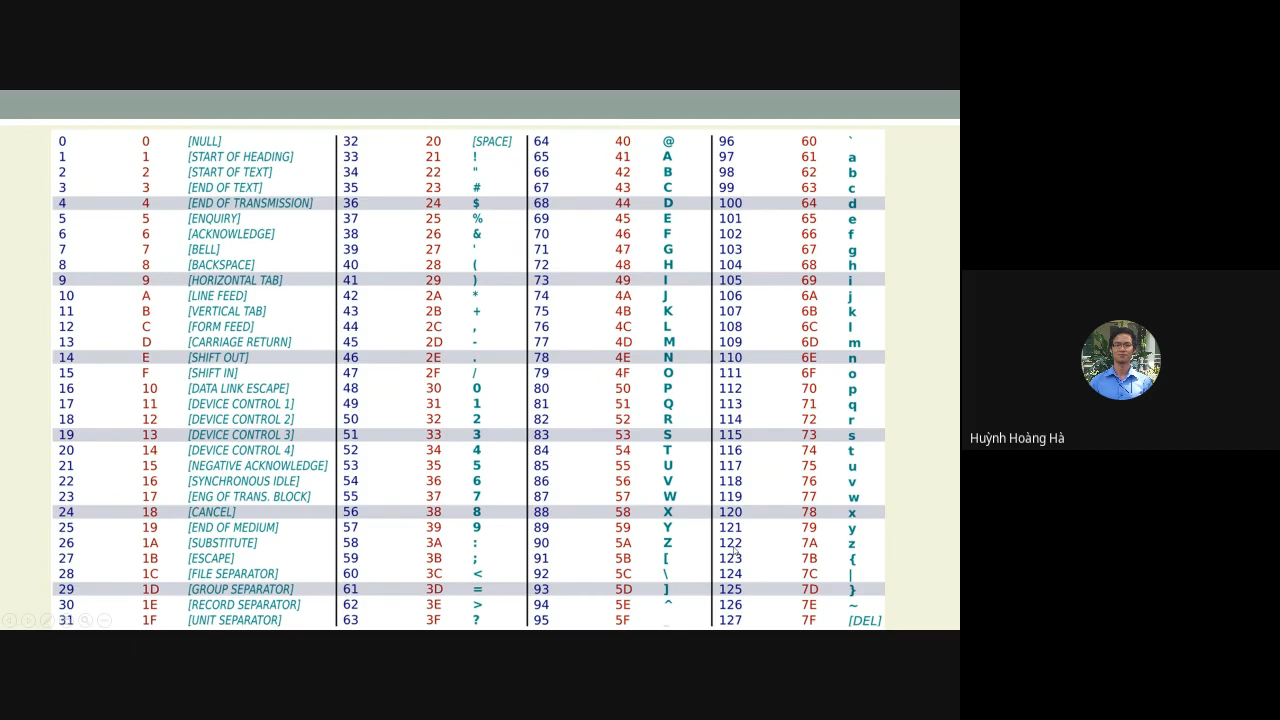 0 0 [NULL] 32 20 [SPACE] 64 40 @ 96 60 `
1 1 [START OF HEADING] 33 21 ! 65 41 A 97 61 a
2 2 [START OF TEXT] 34 22 " 66 42 B 98 62 b
3 3 [END OF TEXT] 35 23 # 67 43 C 99 63 c
4 4 [END OF TRANSMISSION] 36 24 $ 68 44 D 100 64 d
5 5 [ENQUIRY] 37 25 % 69 45 E 101 65 e
6 6 [ACKNOWLEDGE] 38 26 & 70 46 F 102 66 f
7 7 [BELL] 39 27 ' 71 47 G 103 67 g
8 8 [BACKSPACE] 40 28 ( 72 48 H 104 68 h
9 9 [HORIZONTAL TAB] 41 29 ) 73 49 I 105 69 i
10 A [LINE FEED] 42 2A * 74 4A J 106 6A j
11 B [VERTICAL TAB] 43 2B + 75 4B K 107 6B k
12 C [FORM FEED] 44 2C , 76 4C L 108 6C l
13 D [CARRIAGE RETURN] 45 2D - 77 4D M 109 6D m
14 E [SHIFT OUT] 46 2E . 78 4E N 110 6E n
15 F [SHIFT IN] 47 2F / 79 4F O 111 6F o
16 10 [DATA LINK ESCAPE] 48 30 0 80 50 P 112 70 p
17 11 [DEVICE CONTROL 1] 49 31 1 81 51 Q 113 71 q
18 12 [DEVICE CONTROL 2] 50 32 2 82 52 R 114 72 r
19 13 [DEVICE CONTROL 3] 51 33 3 83 53 S 115 73 s
20 14 [DEVICE CONTROL 4] 52 34 4 84 54 T 116 74 t
21 15 [NEGATIVE ACKNOWLEDGE] 53 35 5 85 55 U 117 75 u
22 16 [SYNCHRONOUS IDLE] 54 36 6 86 56 V 118 76 v
23 17 [ENG OF TRANS. BLOCK] 55 37 7 87 57 W 119 77 w
24 18 [CANCEL] 56 38 8 88 58 X 120 78 x
25 19 [END OF MEDIUM] 57 39 9 89 59 Y 121 79 y
26 1A [SUBSTITUTE] 58 3A : 90 5A Z 122 7A z
27 1B [ESCAPE] 59 3B ; 91 5B [ 123 7B {
28 1C [FILE SEPARATOR] 60 3C < 92 5C \ 124 7C |
29 1D [GROUP SEPARATOR] 61 3D = 93 5D ] 125 7D }
30 1E [RECORD SEPARATOR] 62 3E > 94 5E ^ 126 7E ~
31 1F [UNIT SEPARATOR] 63 3F ? 95 5F _ 127 7F [DEL]
Huỳnh Hoàng Hà